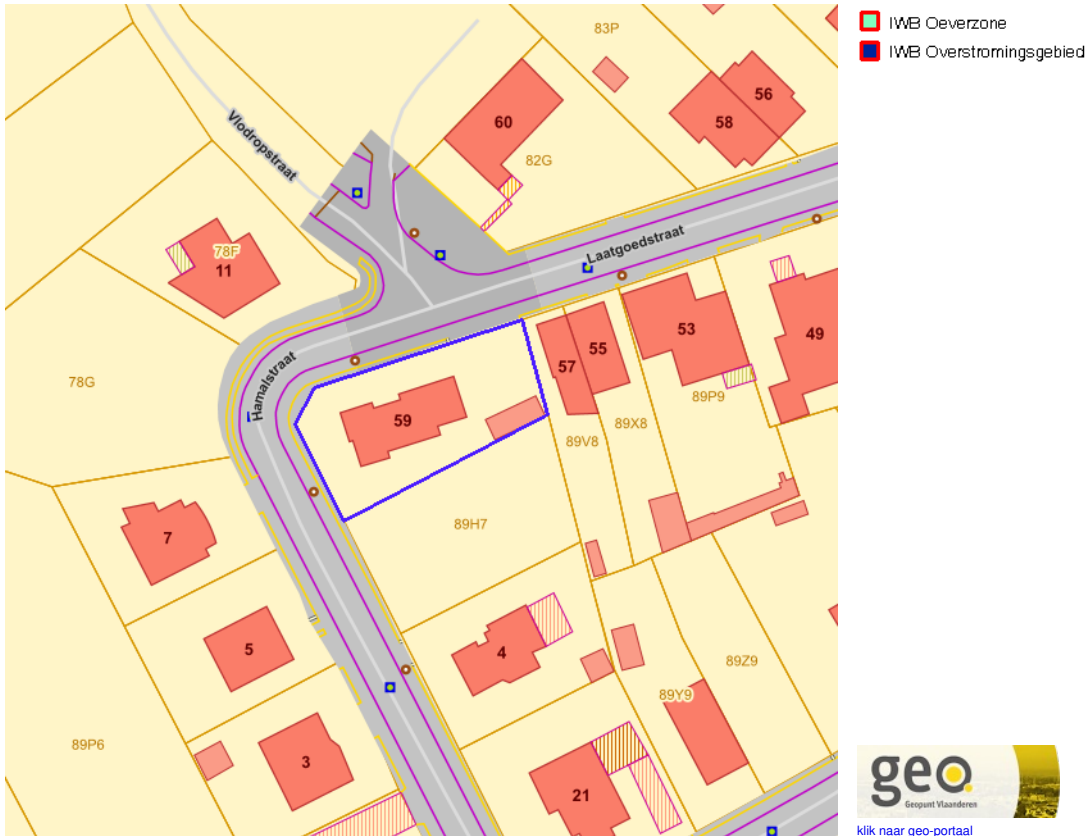 IWB Oeverzone
IWB Overstromingsgebied
83P
56
58
60
82G
Vlodropstraat
Laatgoedstraat
78F
11
53
49
55
57
Hamalstraat
78G
59
89P9
89X8
89V8
89H7
7
5
4
89Z9
89Y9
89P6
3
21
geo
Geopunt Vlaanderen
klik naar geo-portaal